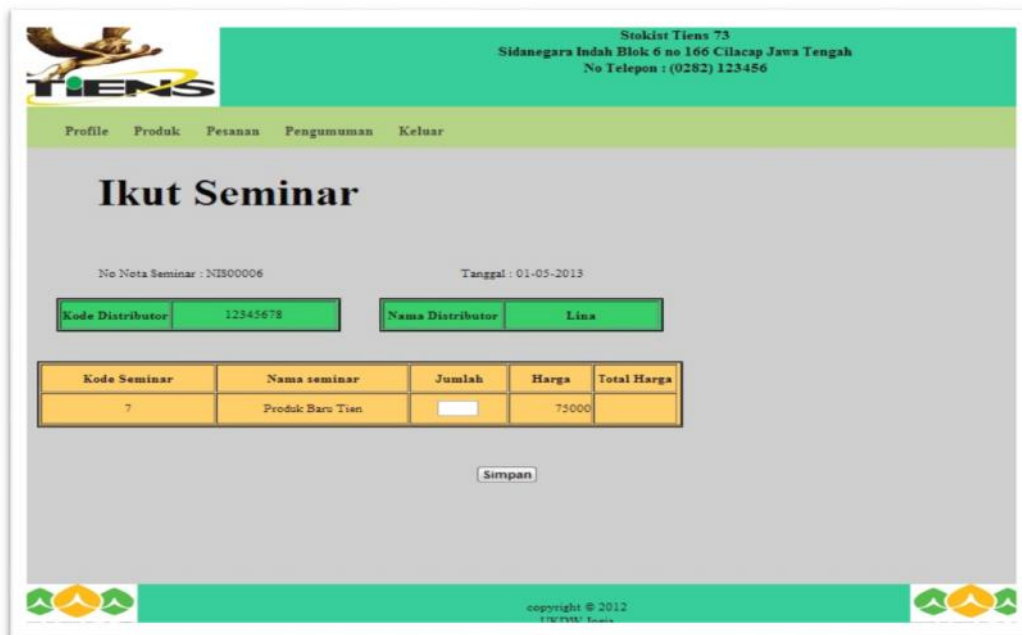 TIENS
Stokist Tiens 73
Sidanegara Indah Blok 6 no 166 Cilacap Jawa Tengah
No Telepon : (0282) 123456
Profile Produk Pesanan Pengumuman Keluar
Ikut Seminar
No Nota Seminar : NIS00006 Tanggal : 01-05-2013
Kode Distributor 12345678 Nama Distributor Lina
Kode Seminar Nama seminar Jumlah Harga Total Harga
7 Produk Baru Tien 75000
Simpan
copyright © 2012
UKDW Jogja